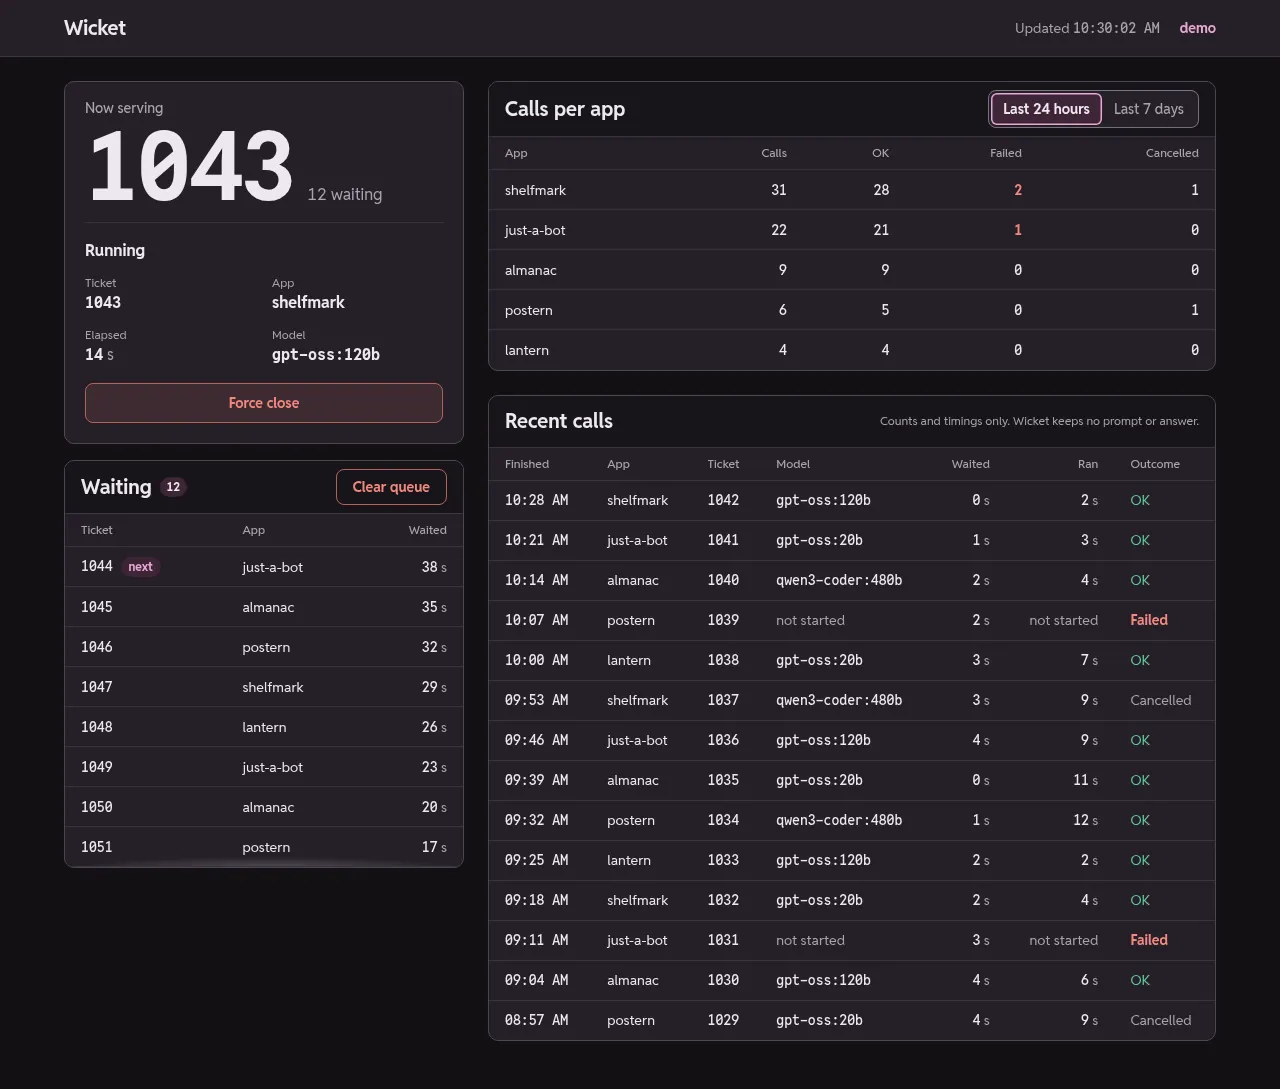 Wicket
Updated 10:30:02 AM demo
Now serving
1043 12 waiting
Running
Ticket App
1043 shelfmark
Elapsed Model
14 s gpt-oss:120b
Force close
Waiting 12 Clear queue
Ticket App Waited
1044 next just-a-bot 38 s
1045 almanac 35 s
1046 postern 32 s
1047 shelfmark 29 s
1048 lantern 26 s
1049 just-a-bot 23 s
1050 almanac 20 s
1051 postern 17 s
Calls per app Last 24 hours Last 7 days
App Calls OK Failed Cancelled
shelfmark 31 28 2 1
just-a-bot 22 21 1 0
almanac 9 9 0 0
postern 6 5 0 1
lantern 4 4 0 0
Recent calls Counts and timings only. Wicket keeps no prompt or answer.
Finished App Ticket Model Waited Ran Outcome
10:28 AM shelfmark 1042 gpt-oss:120b 0 s 2 s OK
10:21 AM just-a-bot 1041 gpt-oss:20b 1 s 3 s OK
10:14 AM almanac 1040 qwen3-coder:480b 2 s 4 s OK
10:07 AM postern 1039 not started 2 s not started Failed
10:00 AM lantern 1038 gpt-oss:20b 3 s 7 s OK
09:53 AM shelfmark 1037 qwen3-coder:480b 3 s 9 s Cancelled
09:46 AM just-a-bot 1036 gpt-oss:120b 4 s 9 s OK
09:39 AM almanac 1035 gpt-oss:20b 0 s 11 s OK
09:32 AM postern 1034 qwen3-coder:480b 1 s 12 s OK
09:25 AM lantern 1033 gpt-oss:120b 2 s 2 s OK
09:18 AM shelfmark 1032 gpt-oss:20b 2 s 4 s OK
09:11 AM just-a-bot 1031 not started 3 s not started Failed
09:04 AM almanac 1030 gpt-oss:120b 4 s 6 s OK
08:57 AM postern 1029 gpt-oss:20b 4 s 9 s Cancelled